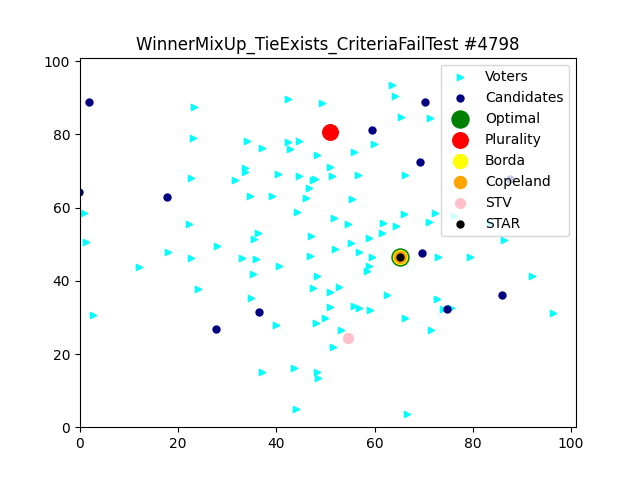 WinnerMixUp_TieExists_CriteriaFailTest #4798
100
80
60
40
20
0
0
20
40
60
80
100
Voters
Candidates
Optimal
Plurality
Borda
Copeland
STV
STAR